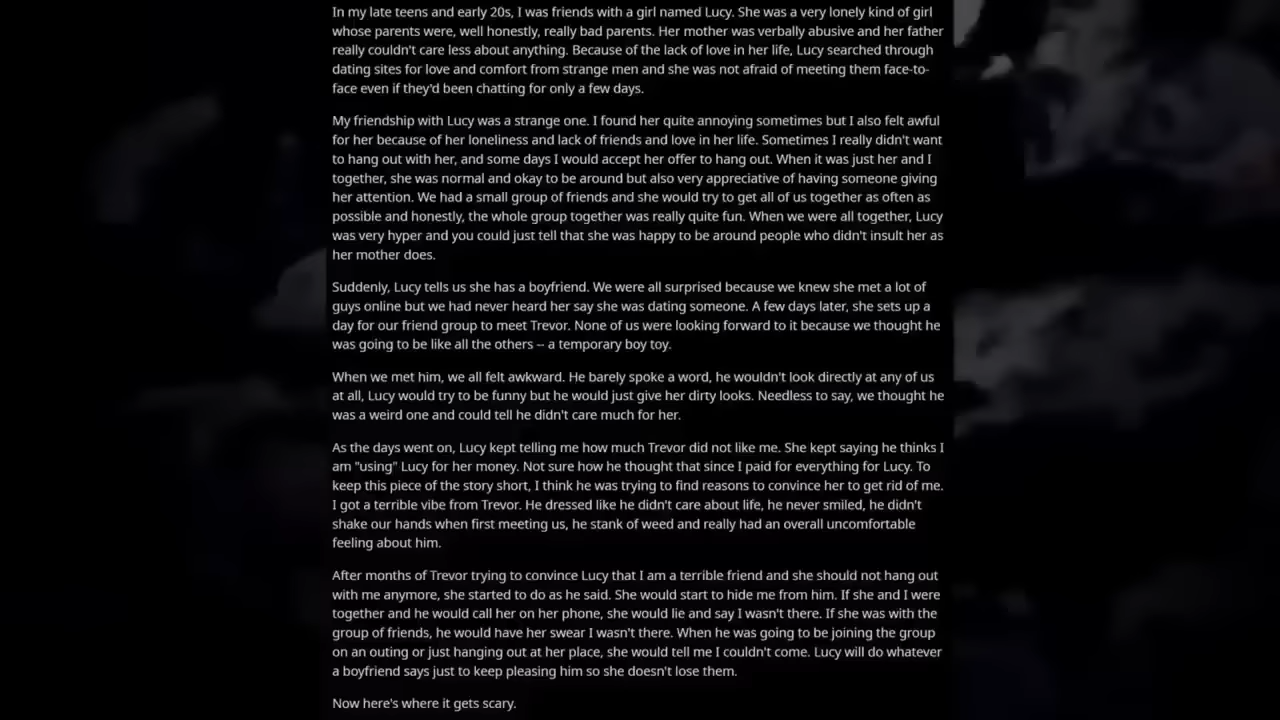 In my late teens and early 20s, I was friends with a girl named Lucy. She was a very lonely kind of girl
whose parents were, well honestly, really bad parents. Her mother was verbally abusive and her father
really couldn't care less about anything. Because of the lack of love in her life, Lucy searched through
dating sites for love and comfort from strange men and she was not afraid of meeting them face-to-
face even if they'd been chatting for only a few days.
My friendship with Lucy was a strange one. I found her quite annoying sometimes but I also felt awful
for her because of her loneliness and lack of friends and love in her life. Sometimes I really didn't want
to hang out with her, and some days I would accept her offer to hang out. When it was just her and I
together, she was normal and okay to be around but also very appreciative of having someone giving
her attention. We had a small group of friends and she would try to get all of us together as often as
possible and honestly, the whole group together was really quite fun. When we were all together, Lucy
was very hyper and you could just tell that she was happy to be around people who didn't insult her as
her mother does.
Suddenly, Lucy tells us she has a boyfriend. We were all surprised because we knew she met a lot of
guys online but we had never heard her say she was dating someone. A few days later, she sets up a
day for our friend group to meet Trevor. None of us were looking forward to it because we thought he
was going to be like all the others -- a temporary boy toy.
When we met him, we all felt awkward. He barely spoke a word, he wouldn't look directly at any of us
at all, Lucy would try to be funny but he would just give her dirty looks. Needless to say, we thought he
was a weird one and could tell he didn't care much for her.
As the days went on, Lucy kept telling me how much Trevor did not like me. She kept saying he thinks I
am "using" Lucy for her money. Not sure how he thought that since I paid for everything for Lucy. To
keep this piece of the story short, I think he was trying to find reasons to convince her to get rid of me.
I got a terrible vibe from Trevor. He dressed like he didn't care about life, he never smiled, he didn't
shake our hands when first meeting us, he stank of weed and really had an overall uncomfortable
feeling about him.
After months of Trevor trying to convince Lucy that I am a terrible friend and she should not hang out
with me anymore, she started to do as he said. She would start to hide me from him. If she and I were
together and he would call her on her phone, she would lie and say I wasn't there. If she was with the
group of friends, he would have her swear I wasn't there. When he was going to be joining the group
on an outing or just hanging out at her place, she would tell me I couldn't come. Lucy will do whatever
a boyfriend says just to keep pleasing him so she doesn't lose them.
Now here's where it gets scary.